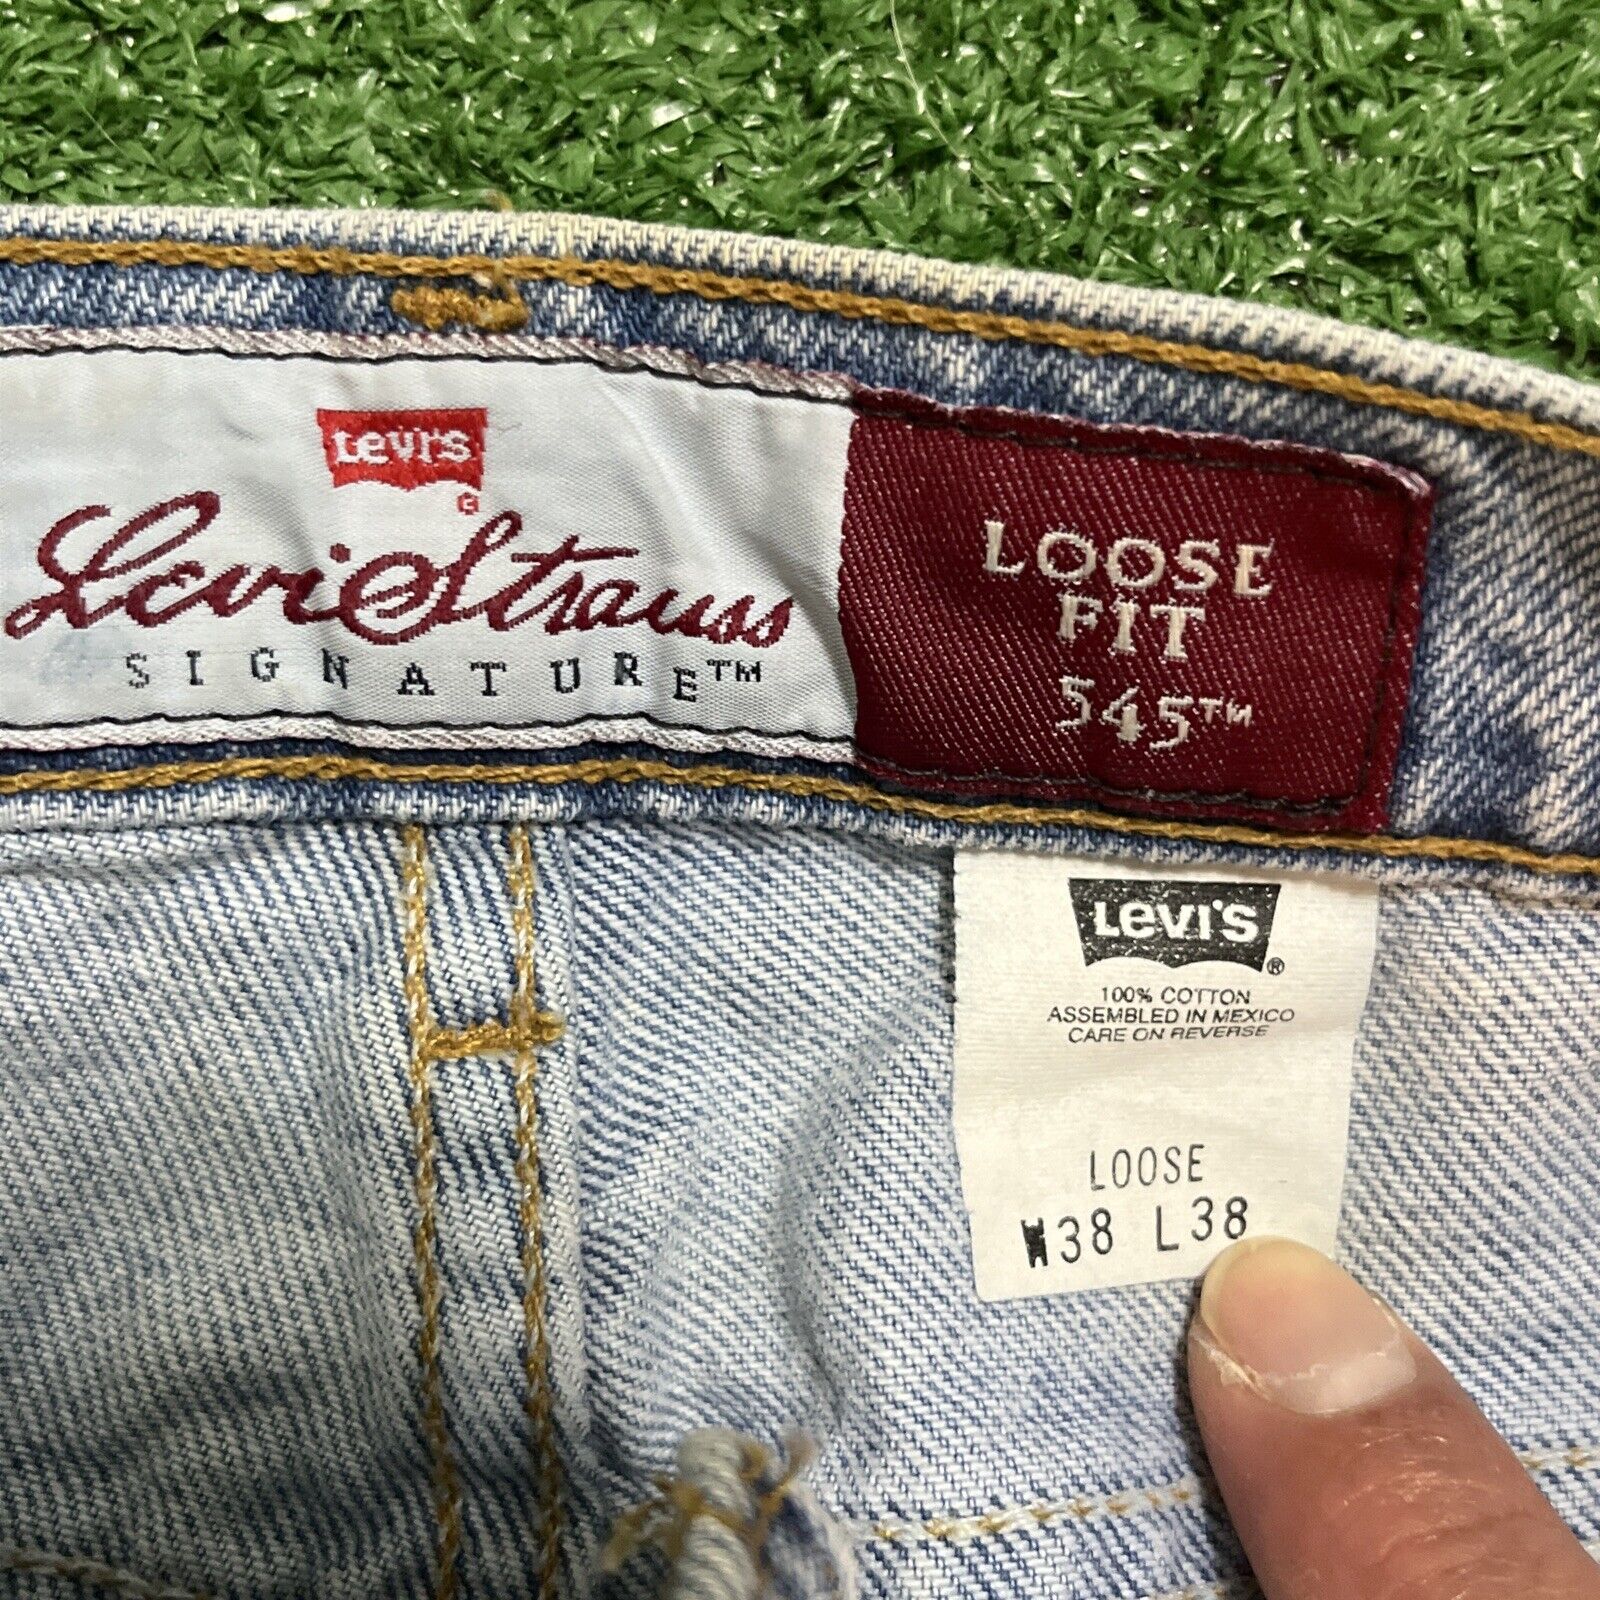 LEVI'S
Levi Strauss
SIGNATURE™
LOOSE
FIT
545™
LEVI'S®
100% COTTON
ASSEMBLED IN MEXICO
CARE ON REVERSE
LOOSE
W38 L38